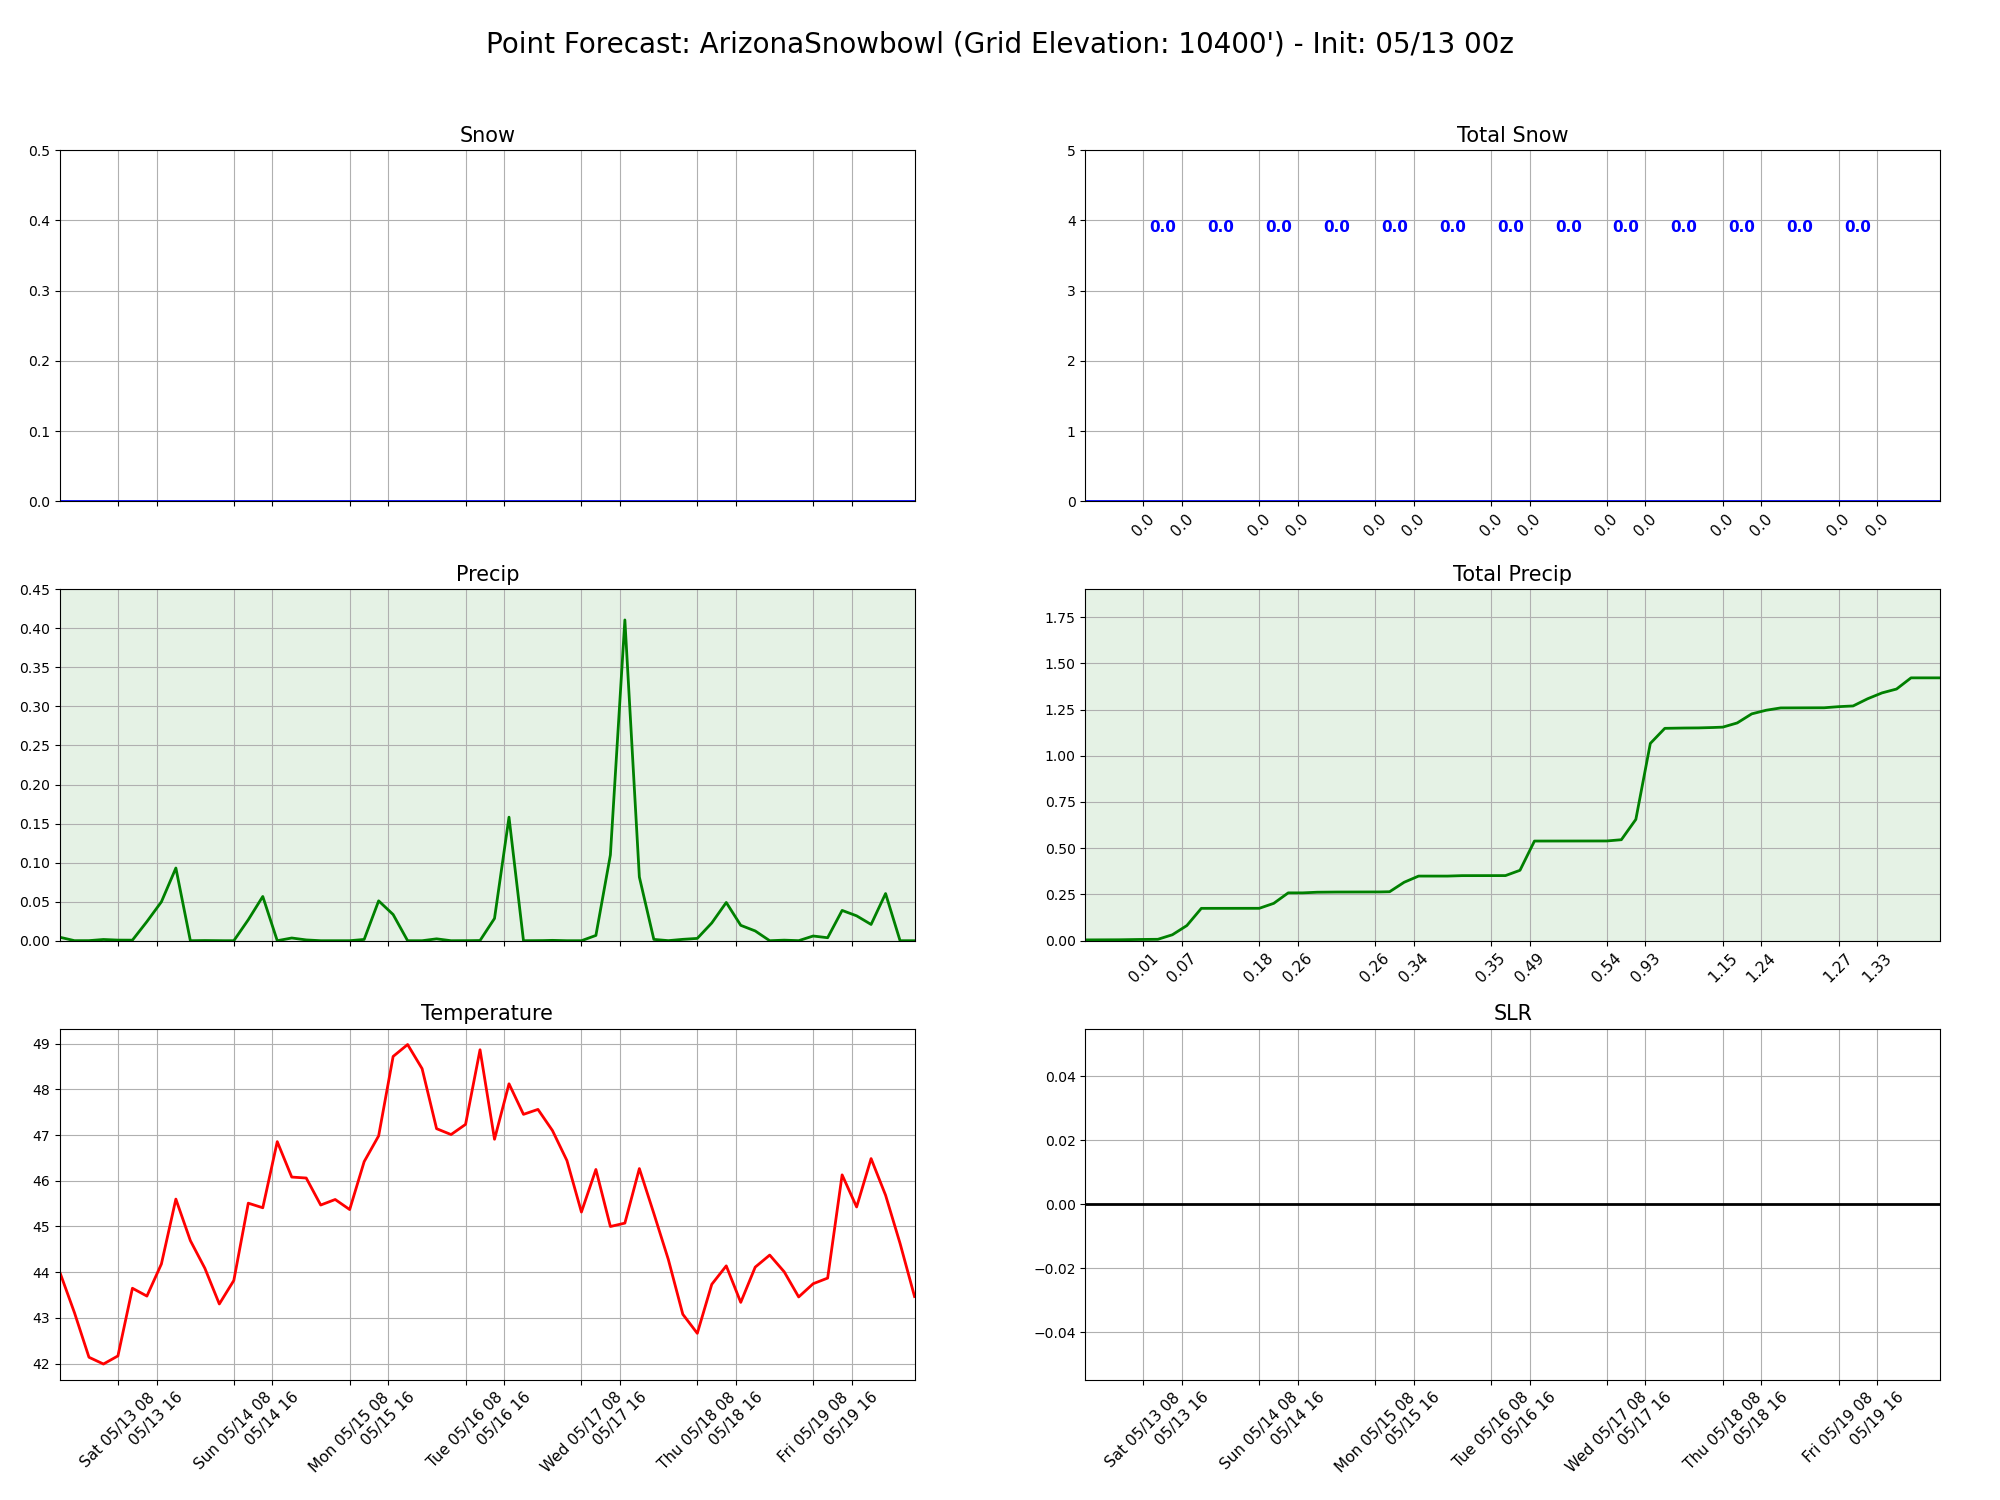 Point Forecast: ArizonaSnowbowl (Grid Elevation: 10400') - Init: 05/13 00z
Snow
0.5
0.4
0.3
0.2
0.1
0.0
Total Snow
5
4
3
2
1
0
0.0 0.0 0.0 0.0 0.0 0.0 0.0 0.0 0.0 0.0 0.0 0.0 0.0
0.0 0.0 0.0 0.0 0.0 0.0 0.0 0.0 0.0 0.0 0.0 0.0 0.0 0.0
Precip
0.45
0.40
0.35
0.30
0.25
0.20
0.15
0.10
0.05
0.00
Total Precip
1.75
1.50
1.25
1.00
0.75
0.50
0.25
0.00
0.01 0.07 0.18 0.26 0.26 0.34 0.35 0.49 0.54 0.93 1.15 1.24 1.27 1.33
Temperature
49
48
47
46
45
44
43
42
Sat 05/13 08
05/13 16
Sun 05/14 08
05/14 16
Mon 05/15 08
05/15 16
Tue 05/16 08
05/16 16
Wed 05/17 08
05/17 16
Thu 05/18 08
05/18 16
Fri 05/19 08
05/19 16
SLR
0.04
0.02
0.00
−0.02
−0.04
Sat 05/13 08
05/13 16
Sun 05/14 08
05/14 16
Mon 05/15 08
05/15 16
Tue 05/16 08
05/16 16
Wed 05/17 08
05/17 16
Thu 05/18 08
05/18 16
Fri 05/19 08
05/19 16